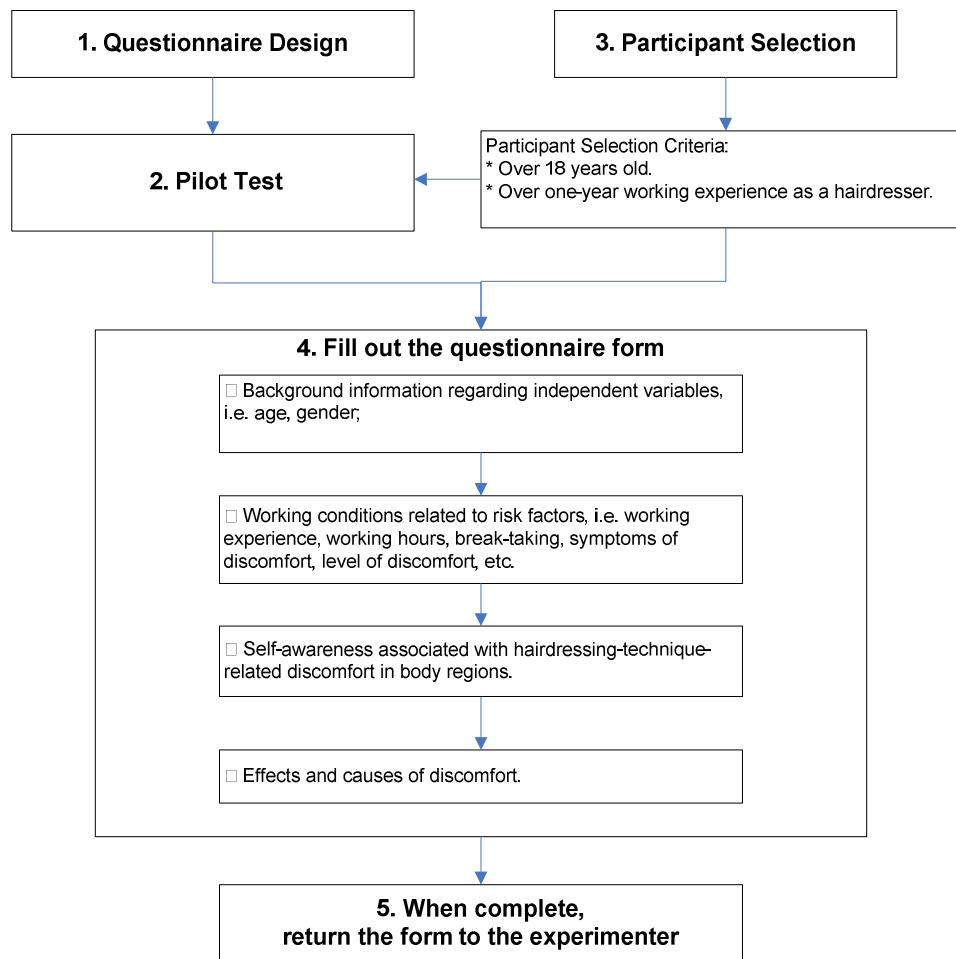 1. Questionnaire Design
3. Participant Selection
2. Pilot Test
Participant Selection Criteria:
* Over 18 years old.
* Over one-year working experience as a hairdresser.
4. Fill out the questionnaire form
□ Background information regarding independent variables,
i.e. age, gender;
□ Working conditions related to risk factors, i.e. working
experience, working hours, break-taking, symptoms of
discomfort, level of discomfort, etc.
□ Self-awareness associated with hairdressing-technique-
related discomfort in body regions.
□ Effects and causes of discomfort.
5. When complete,
return the form to the experimenter